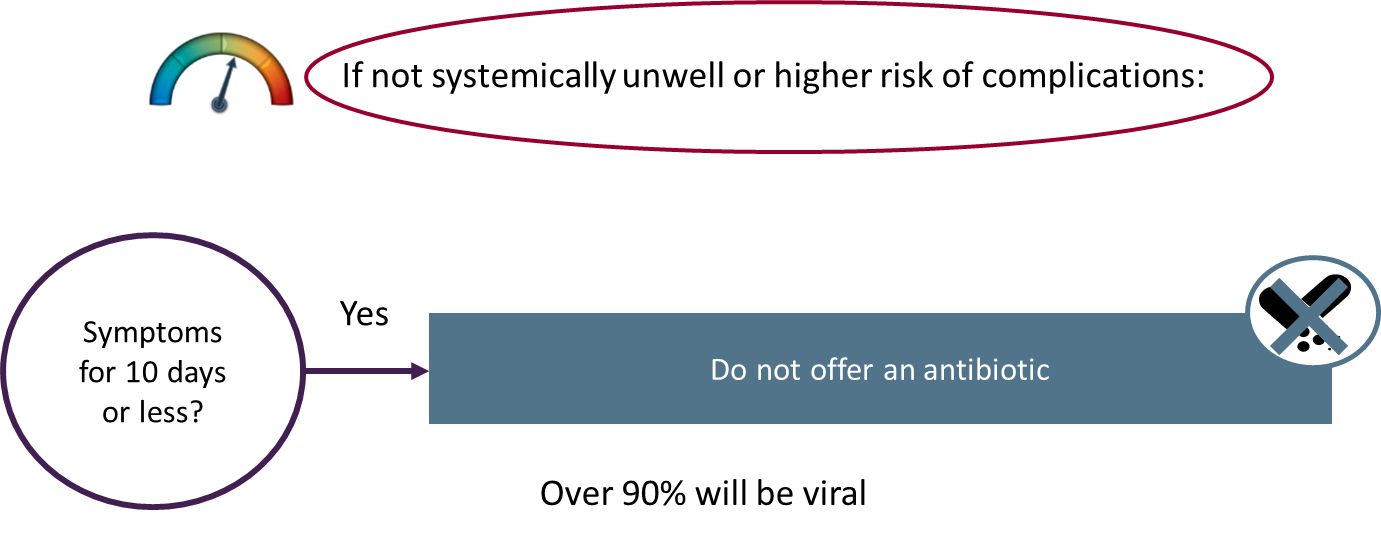 If not systemically unwell or higher risk of complications:
Symptoms
for 10 days
or less?
Yes
Do not offer an antibiotic
Over 90% will be viral